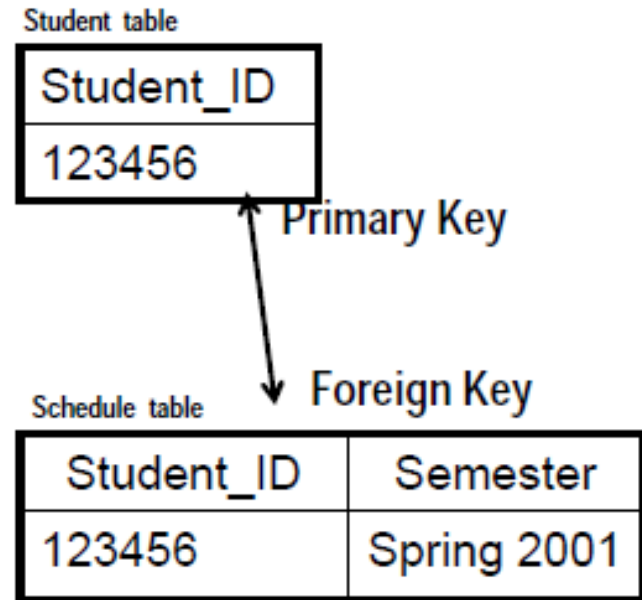 Student table
Student_ID
123456
Primary Key
Foreign Key
Schedule table
Student_ID Semester
123456 Spring 2001